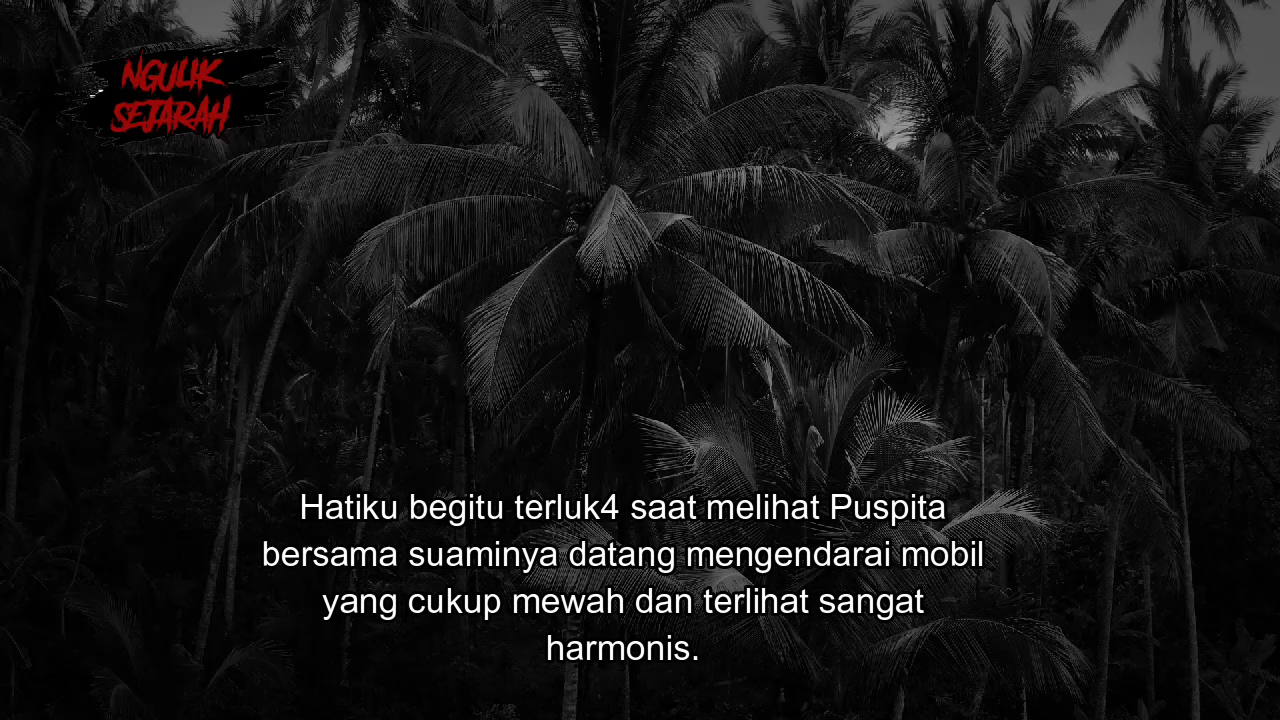 NGULIK
SEJARAH
Hatiku begitu terluk4 saat melihat Puspita
bersama suaminya datang mengendarai mobil
yang cukup mewah dan terlihat sangat
harmonis.